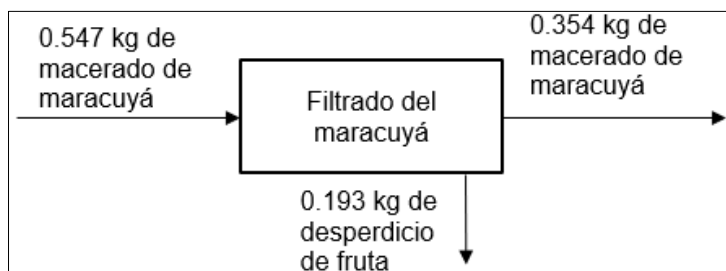 0.547 kg de
macerado de
maracuyá
Filtrado del
maracuyá
0.354 kg de
macerado de
maracuyá
0.193 kg de
desperdicio
de fruta